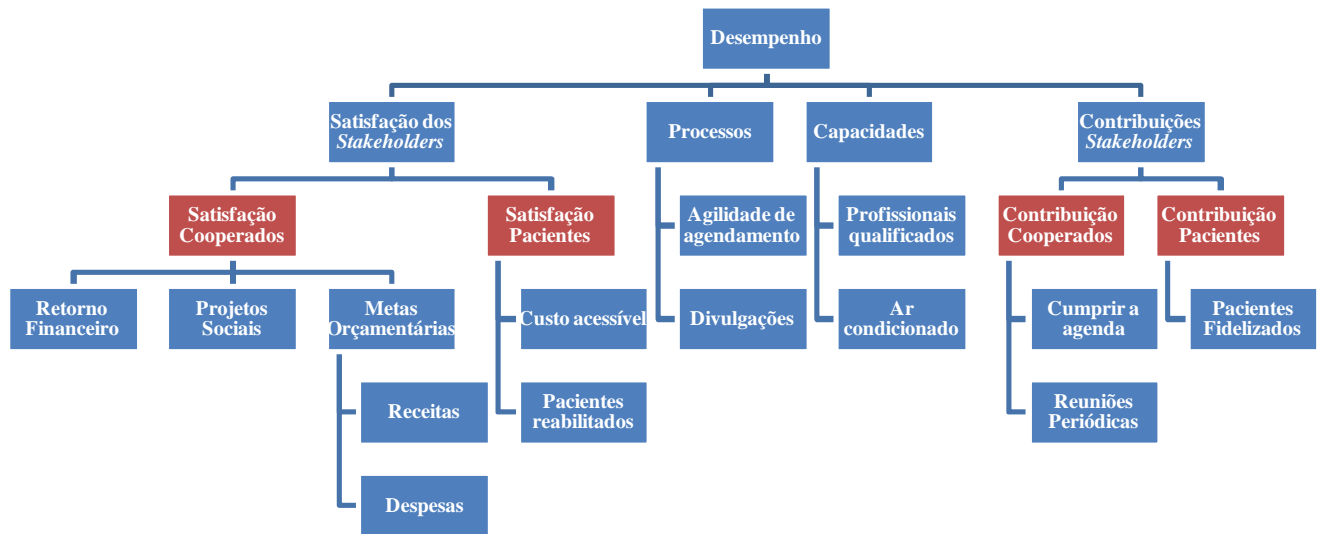 Desempenho
Satisfação dos
Stakeholders
Processos
Capacidades
Contribuições
Stakeholders
Satisfação
Cooperados
Satisfação
Pacientes
Agilidade de
agendamento
Profissionais
qualificados
Contribuição
Cooperados
Contribuição
Pacientes
Retorno
Financeiro
Projetos
Sociais
Metas
Orçamentárias
Custo acessível
Divulgações
Ar
condicionado
Cumprir a
agenda
Pacientes
Fidelizados
Receitas
Pacientes
reabilitados
Reuniões
Periódicas
Despesas